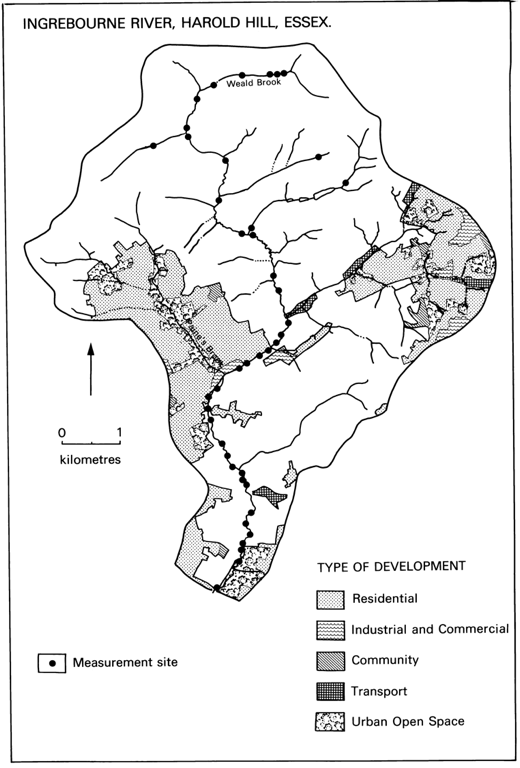 INGREBOURNE RIVER, HAROLD HILL, ESSEX.
Weald Brook
0 1
kilometres
TYPE OF DEVELOPMENT
Residential
Industrial and Commercial
Community
Transport
Urban Open Space
Measurement site